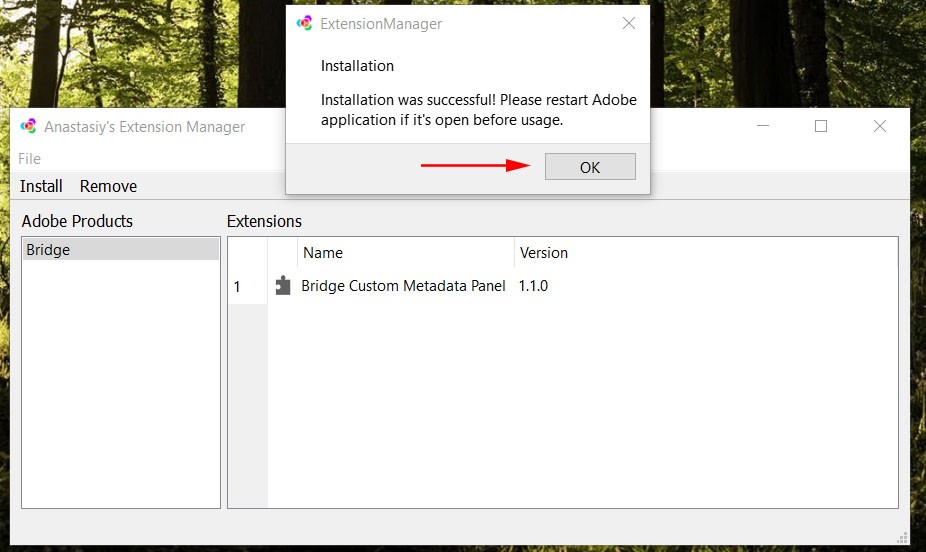 ExtensionManager
Installation
Installation was successful! Please restart Adobe
application if it's open before usage.
OK
Anastasiy's Extension Manager
File
Install Remove
Adobe Products
Bridge
Extensions
Name Version
1 Bridge Custom Metadata Panel 1.1.0